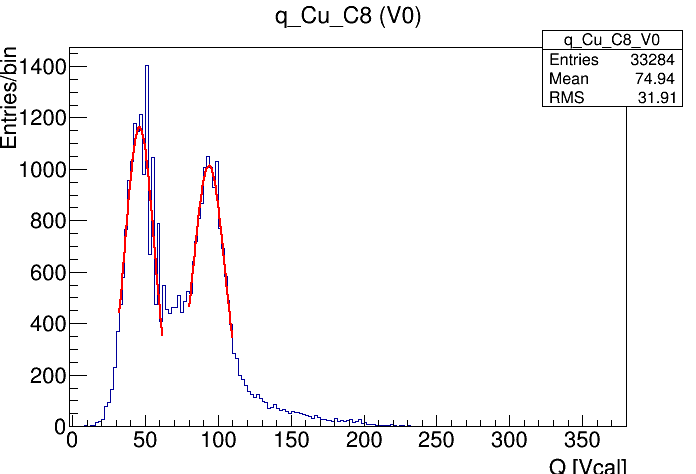 q_Cu_C8 (V0)
q_Cu_C8_V0
Entries 33284
Mean 74.94
RMS 31.91
Entries/bin
1400
1200
1000
800
600
400
200
0
0 50 100 150 200 250 300 350
Q [Vcal]